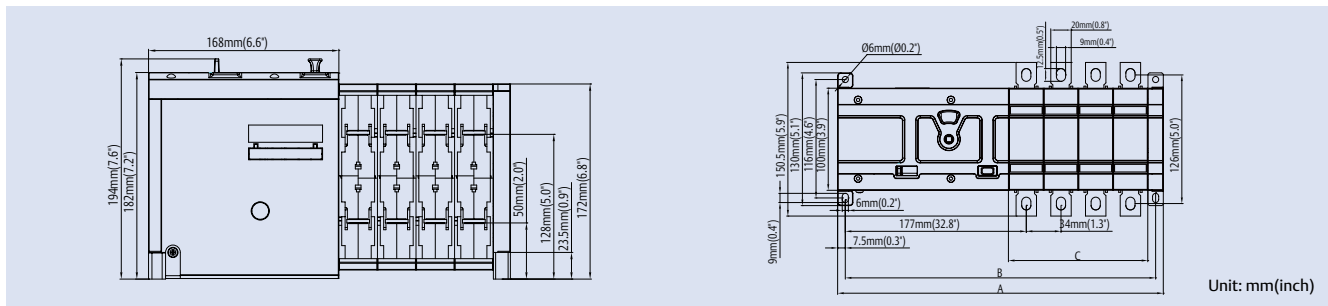 168mm(6.6")
194mm(7.6")
182mm(7.2")
50mm(2.0")
128mm(5.0")
23.5mm(0.9")
172mm(6.8")
20mm(0.8")
9mm(0.4")
12.5mm(0.5")
Ø6mm(Ø0.2")
150.5mm(5.9")
130mm(5.1")
116mm(4.6")
100mm(3.9")
126mm(5.0")
6mm(0.2")
177mm(32.8")
34mm(1.3")
7.5mm(0.3")
9mm(0.4")
C
B
A
Unit: mm(inch)